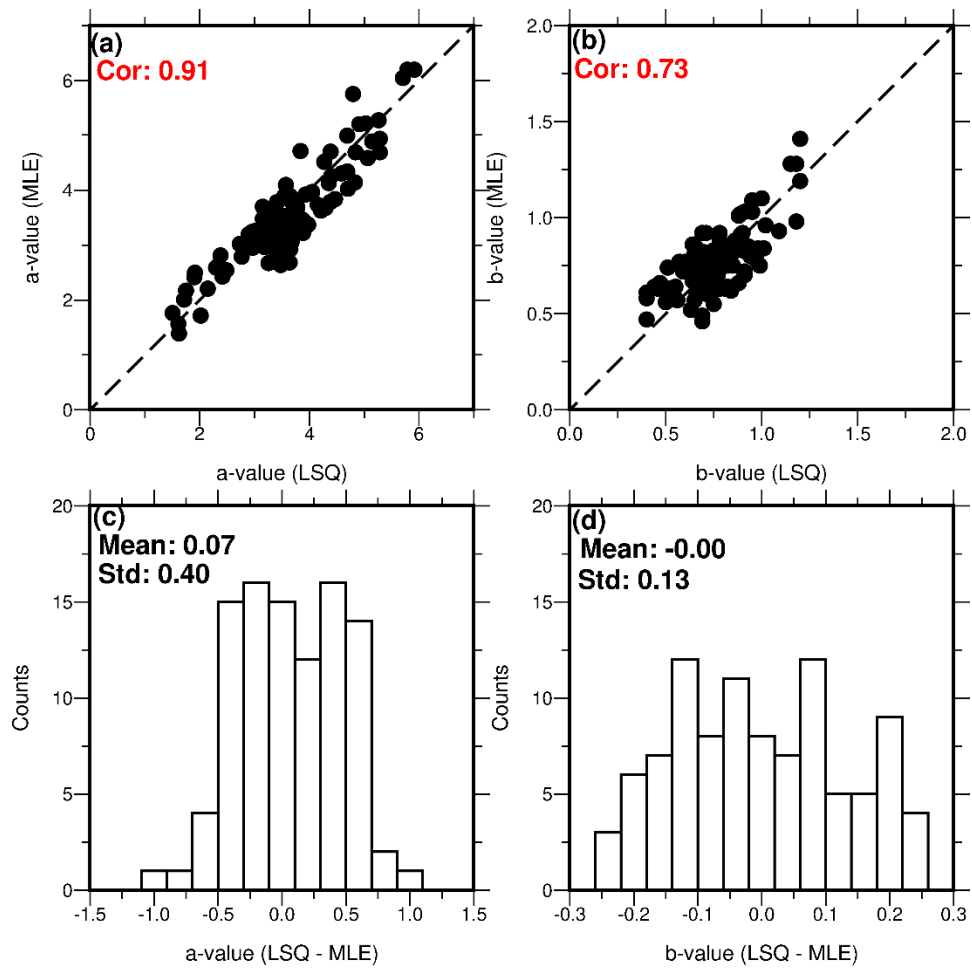 (a)
Cor: 0.91
6
4
2
0
0
2
4
6
a-value (MLE)
a-value (LSQ)
(b)
Cor: 0.73
2.0
1.5
1.0
0.5
0.0
0.0
0.5
1.0
1.5
2.0
b-value (MLE)
b-value (LSQ)
(c)
Mean: 0.07
Std: 0.40
20
15
10
5
0
-1.5
-1.0
-0.5
0.0
0.5
1.0
1.5
Counts
a-value (LSQ - MLE)
(d)
Mean: -0.00
Std: 0.13
20
15
10
5
0
-0.3
-0.2
-0.1
0.0
0.1
0.2
0.3
Counts
b-value (LSQ - MLE)